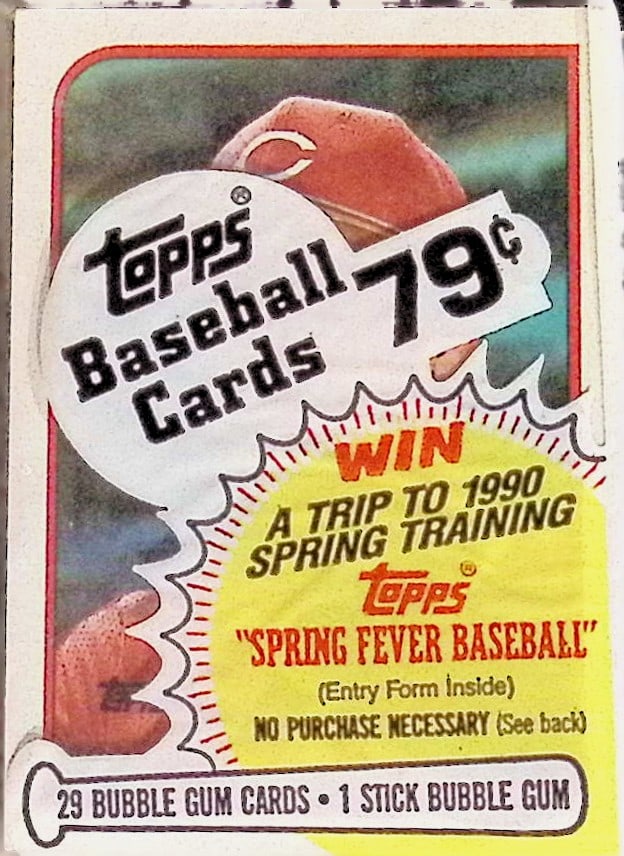 Topps®
Baseball
Cards
79¢
WIN
A TRIP TO 1990
SPRING TRAINING
Topps®
"SPRING FEVER BASEBALL"
(Entry Form Inside)
NO PURCHASE NECESSARY (See back)
29 BUBBLE GUM CARDS • 1 STICK BUBBLE GUM